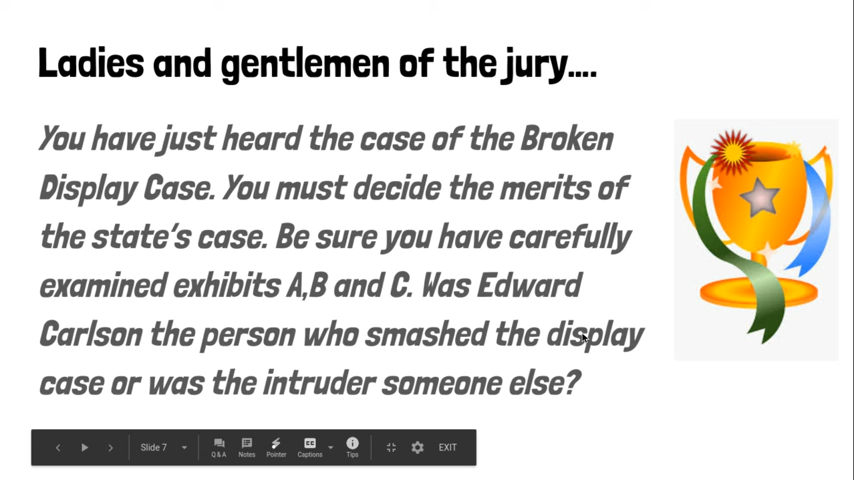 Ladies and gentlemen of the jury....
You have just heard the case of the Broken
Display Case. You must decide the merits of
the state's case. Be sure you have carefully
examined exhibits A,B and C. Was Edward
Carlson the person who smashed the display
case or was the intruder someone else?
Slide 7 Q & A Notes Pointer Captions Tips EXIT